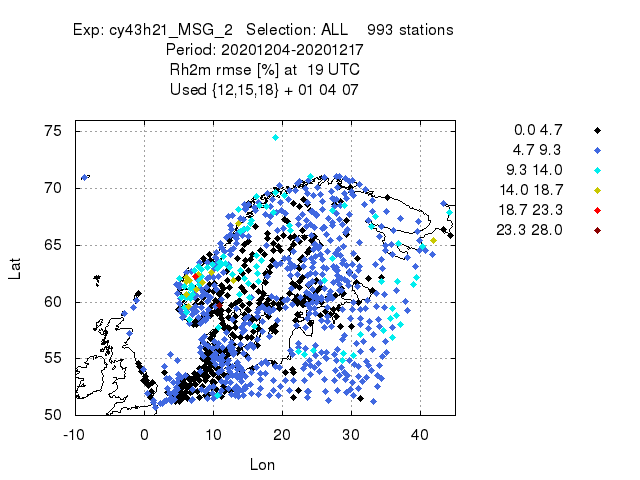 Exp: cy43h21_MSG_2 Selection: ALL 993 stations
Period: 20201204-20201217
Rh2m rmse [%] at 19 UTC
Used {12,15,18} + 01 04 07
0.0 4.7
4.7 9.3
9.3 14.0
14.0 18.7
18.7 23.3
23.3 28.0
75
70
65
60
55
50
Lat
-10 0 10 20 30 40
Lon